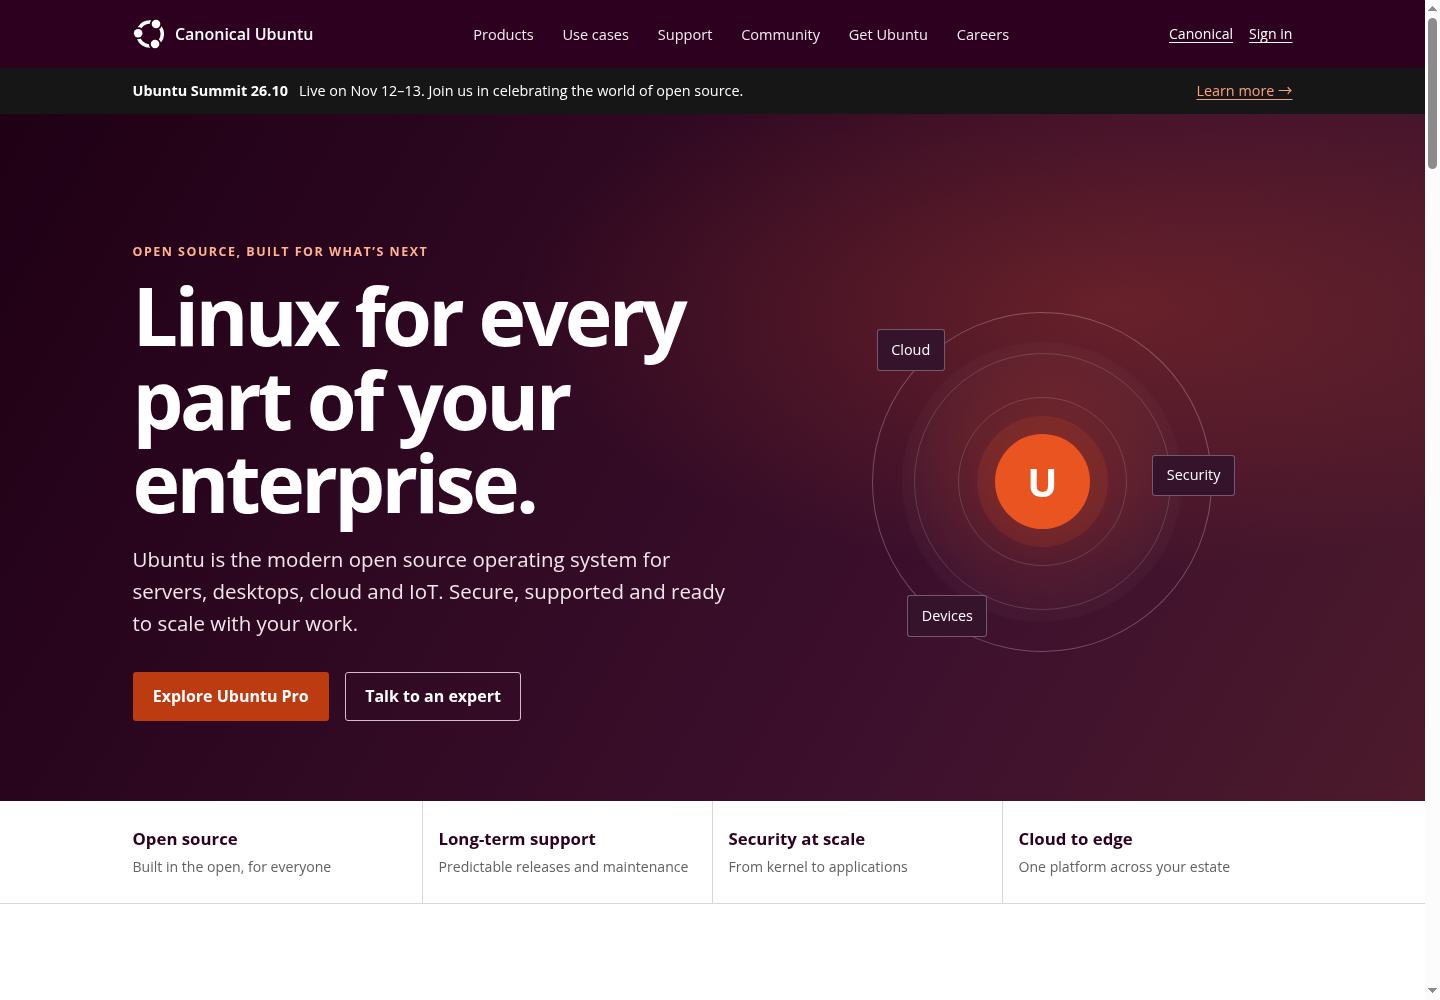 Canonical Ubuntu
Products
Use cases
Support
Community
Get Ubuntu
Careers
Canonical
Sign in
Ubuntu Summit 26.10 Live on Nov 12–13. Join us in celebrating the world of open source.
Learn more →
OPEN SOURCE, BUILT FOR WHAT’S NEXT
Linux for every
part of your
enterprise.
Ubuntu is the modern open source operating system for
servers, desktops, cloud and IoT. Secure, supported and ready
to scale with your work.
Explore Ubuntu Pro
Talk to an expert
Cloud
U
Security
Devices
Open source
Built in the open, for everyone
Long-term support
Predictable releases and maintenance
Security at scale
From kernel to applications
Cloud to edge
One platform across your estate